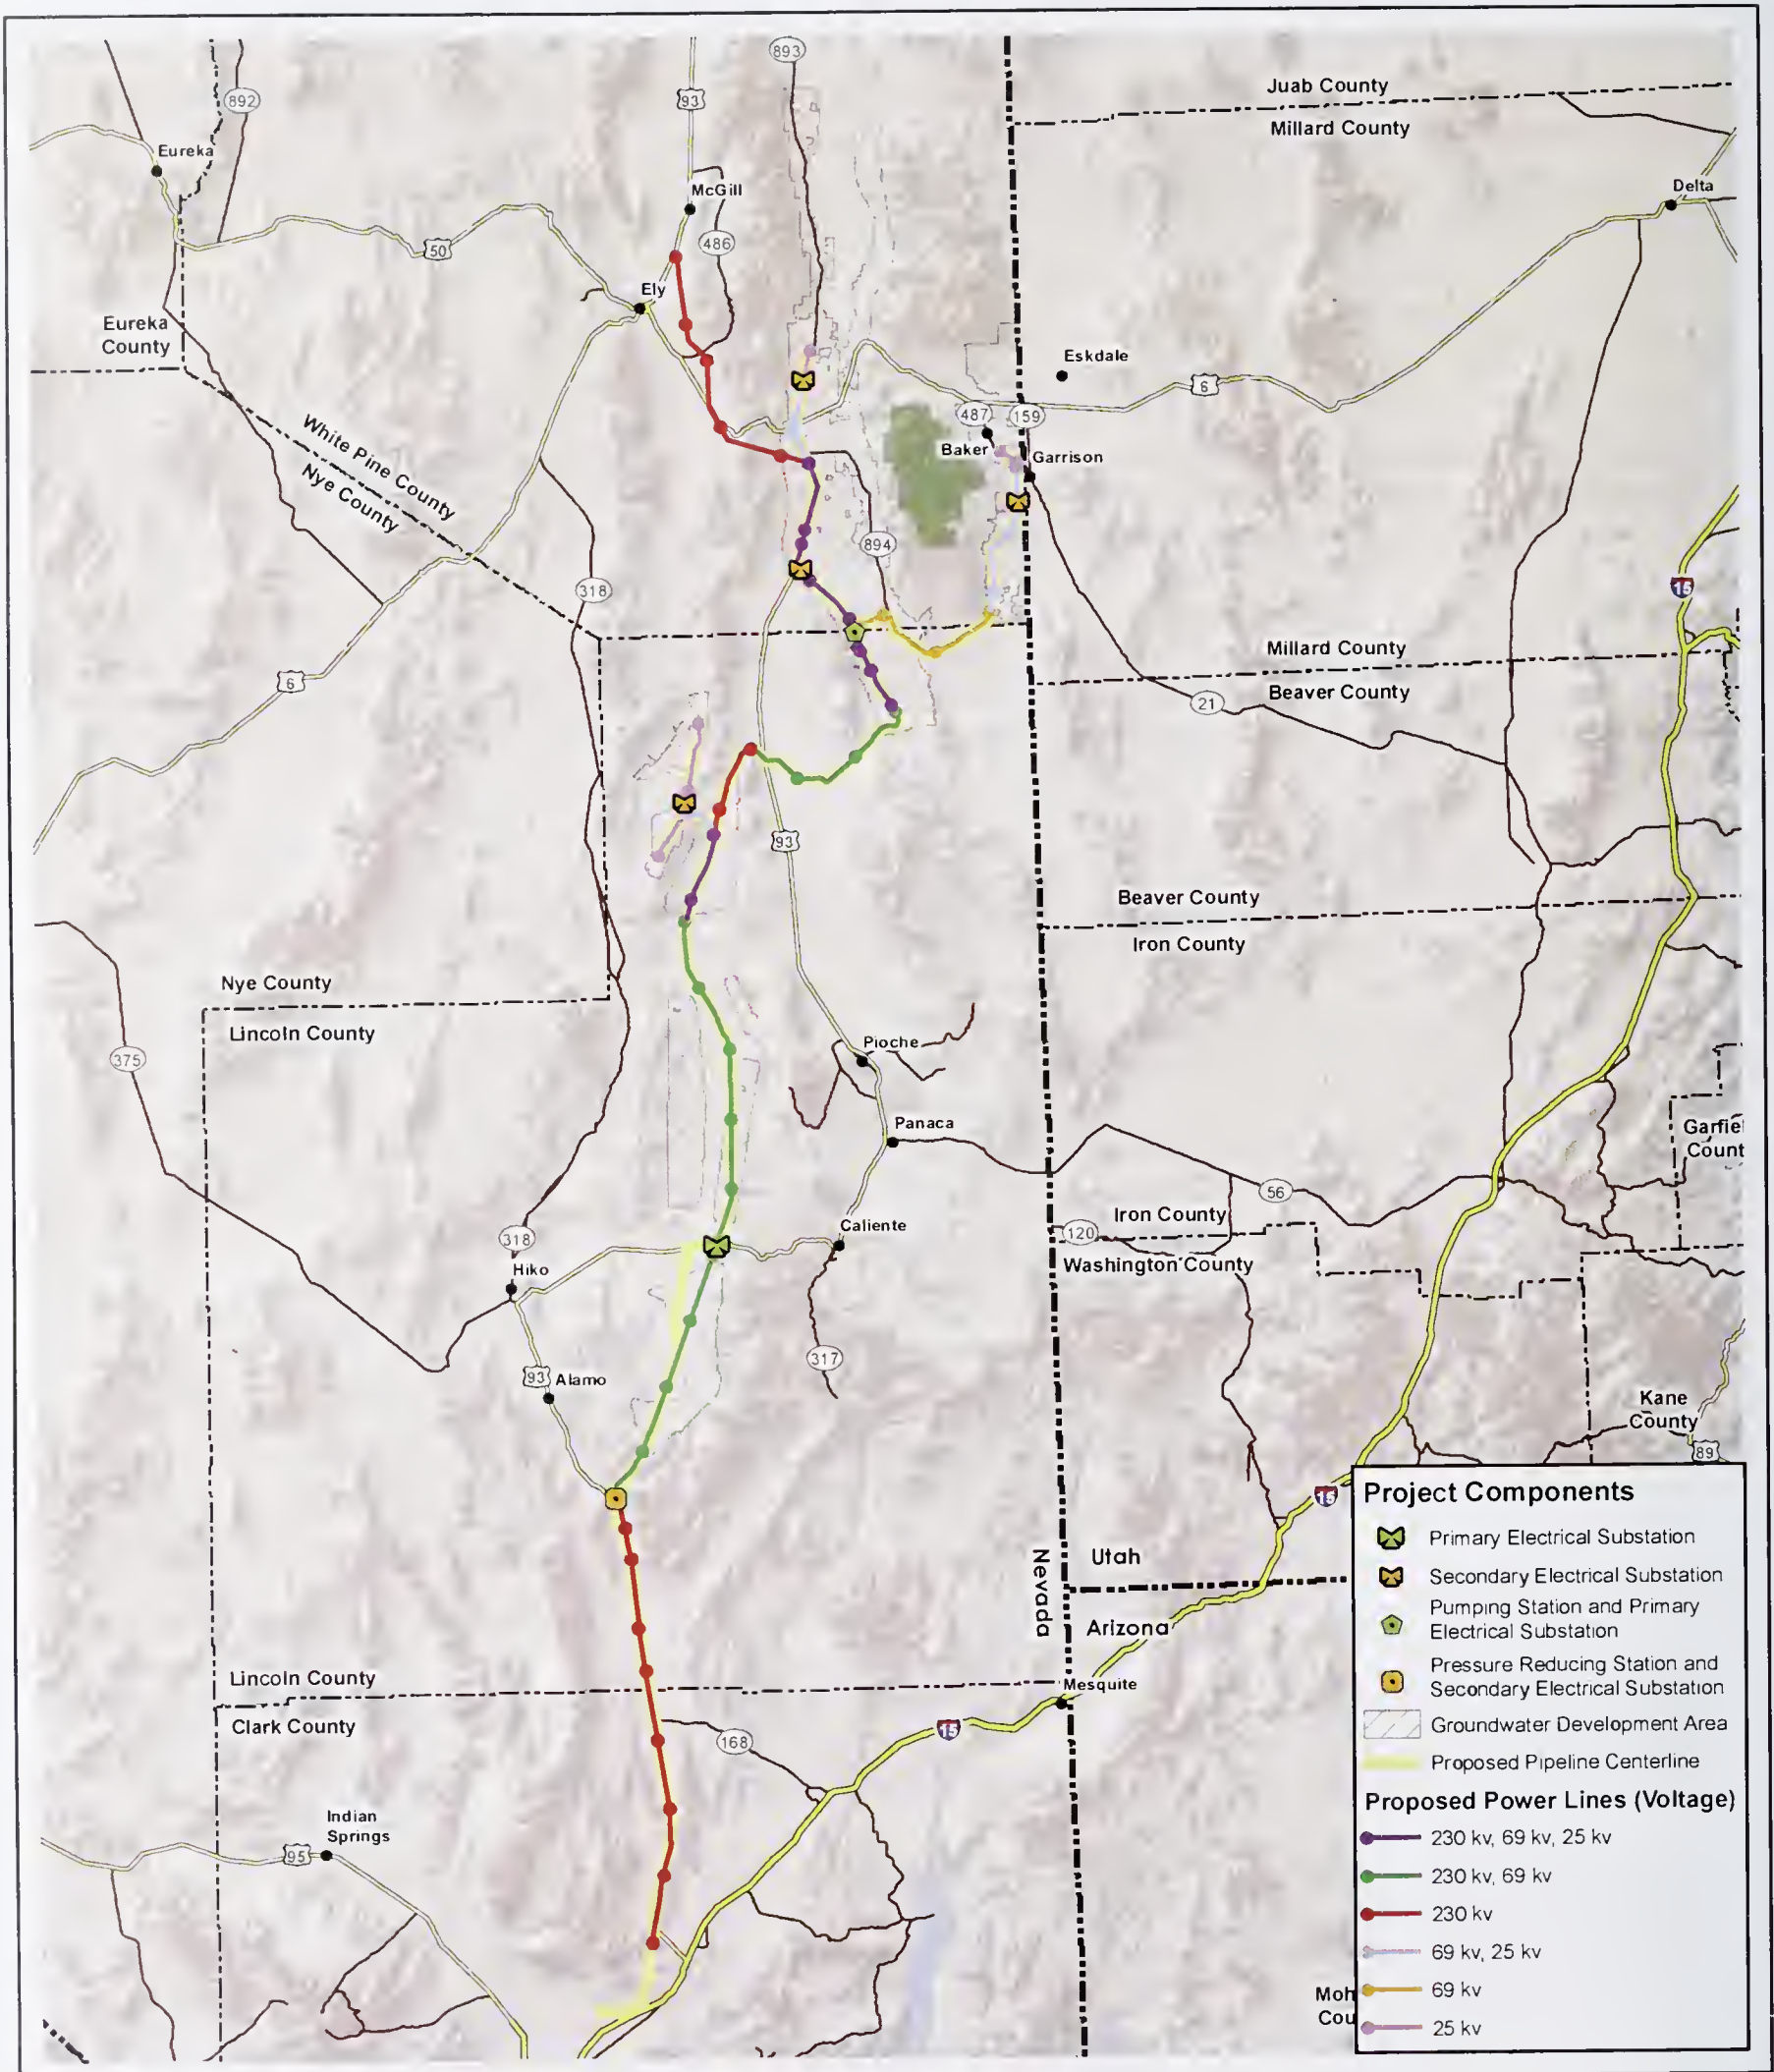 893
892
93
Juab County
Millard County
Eureka
McGill
Delta
486
50
Ely
Eureka
County
Eskdale
6
487
159
Baker
Garrison
White Pine County
Nye County
894
15
318
6
Millard County
Beaver County
21
93
Beaver County
Iron County
Nye County
Lincoln County
375
Pioche
Panaca
Garfiel
Count
56
Iron County
120
Washington County
Caliente
318
Hiko
317
93
Alamo
Kane
County
89
15
Nevada
Utah
Arizona
Lincoln County
Clark County
Mesquite
15
168
Indian
Springs
95
Moh
Cou
Project Components
Primary Electrical Substation
Secondary Electrical Substation
Pumping Station and Primary
Electrical Substation
Pressure Reducing Station and
Secondary Electrical Substation
Groundwater Development Area
Proposed Pipeline Centerline
Proposed Power Lines (Voltage)
230 kv, 69 kv, 25 kv
230 kv, 69 kv
230 kv
69 kv, 25 kv
69 kv
25 kv